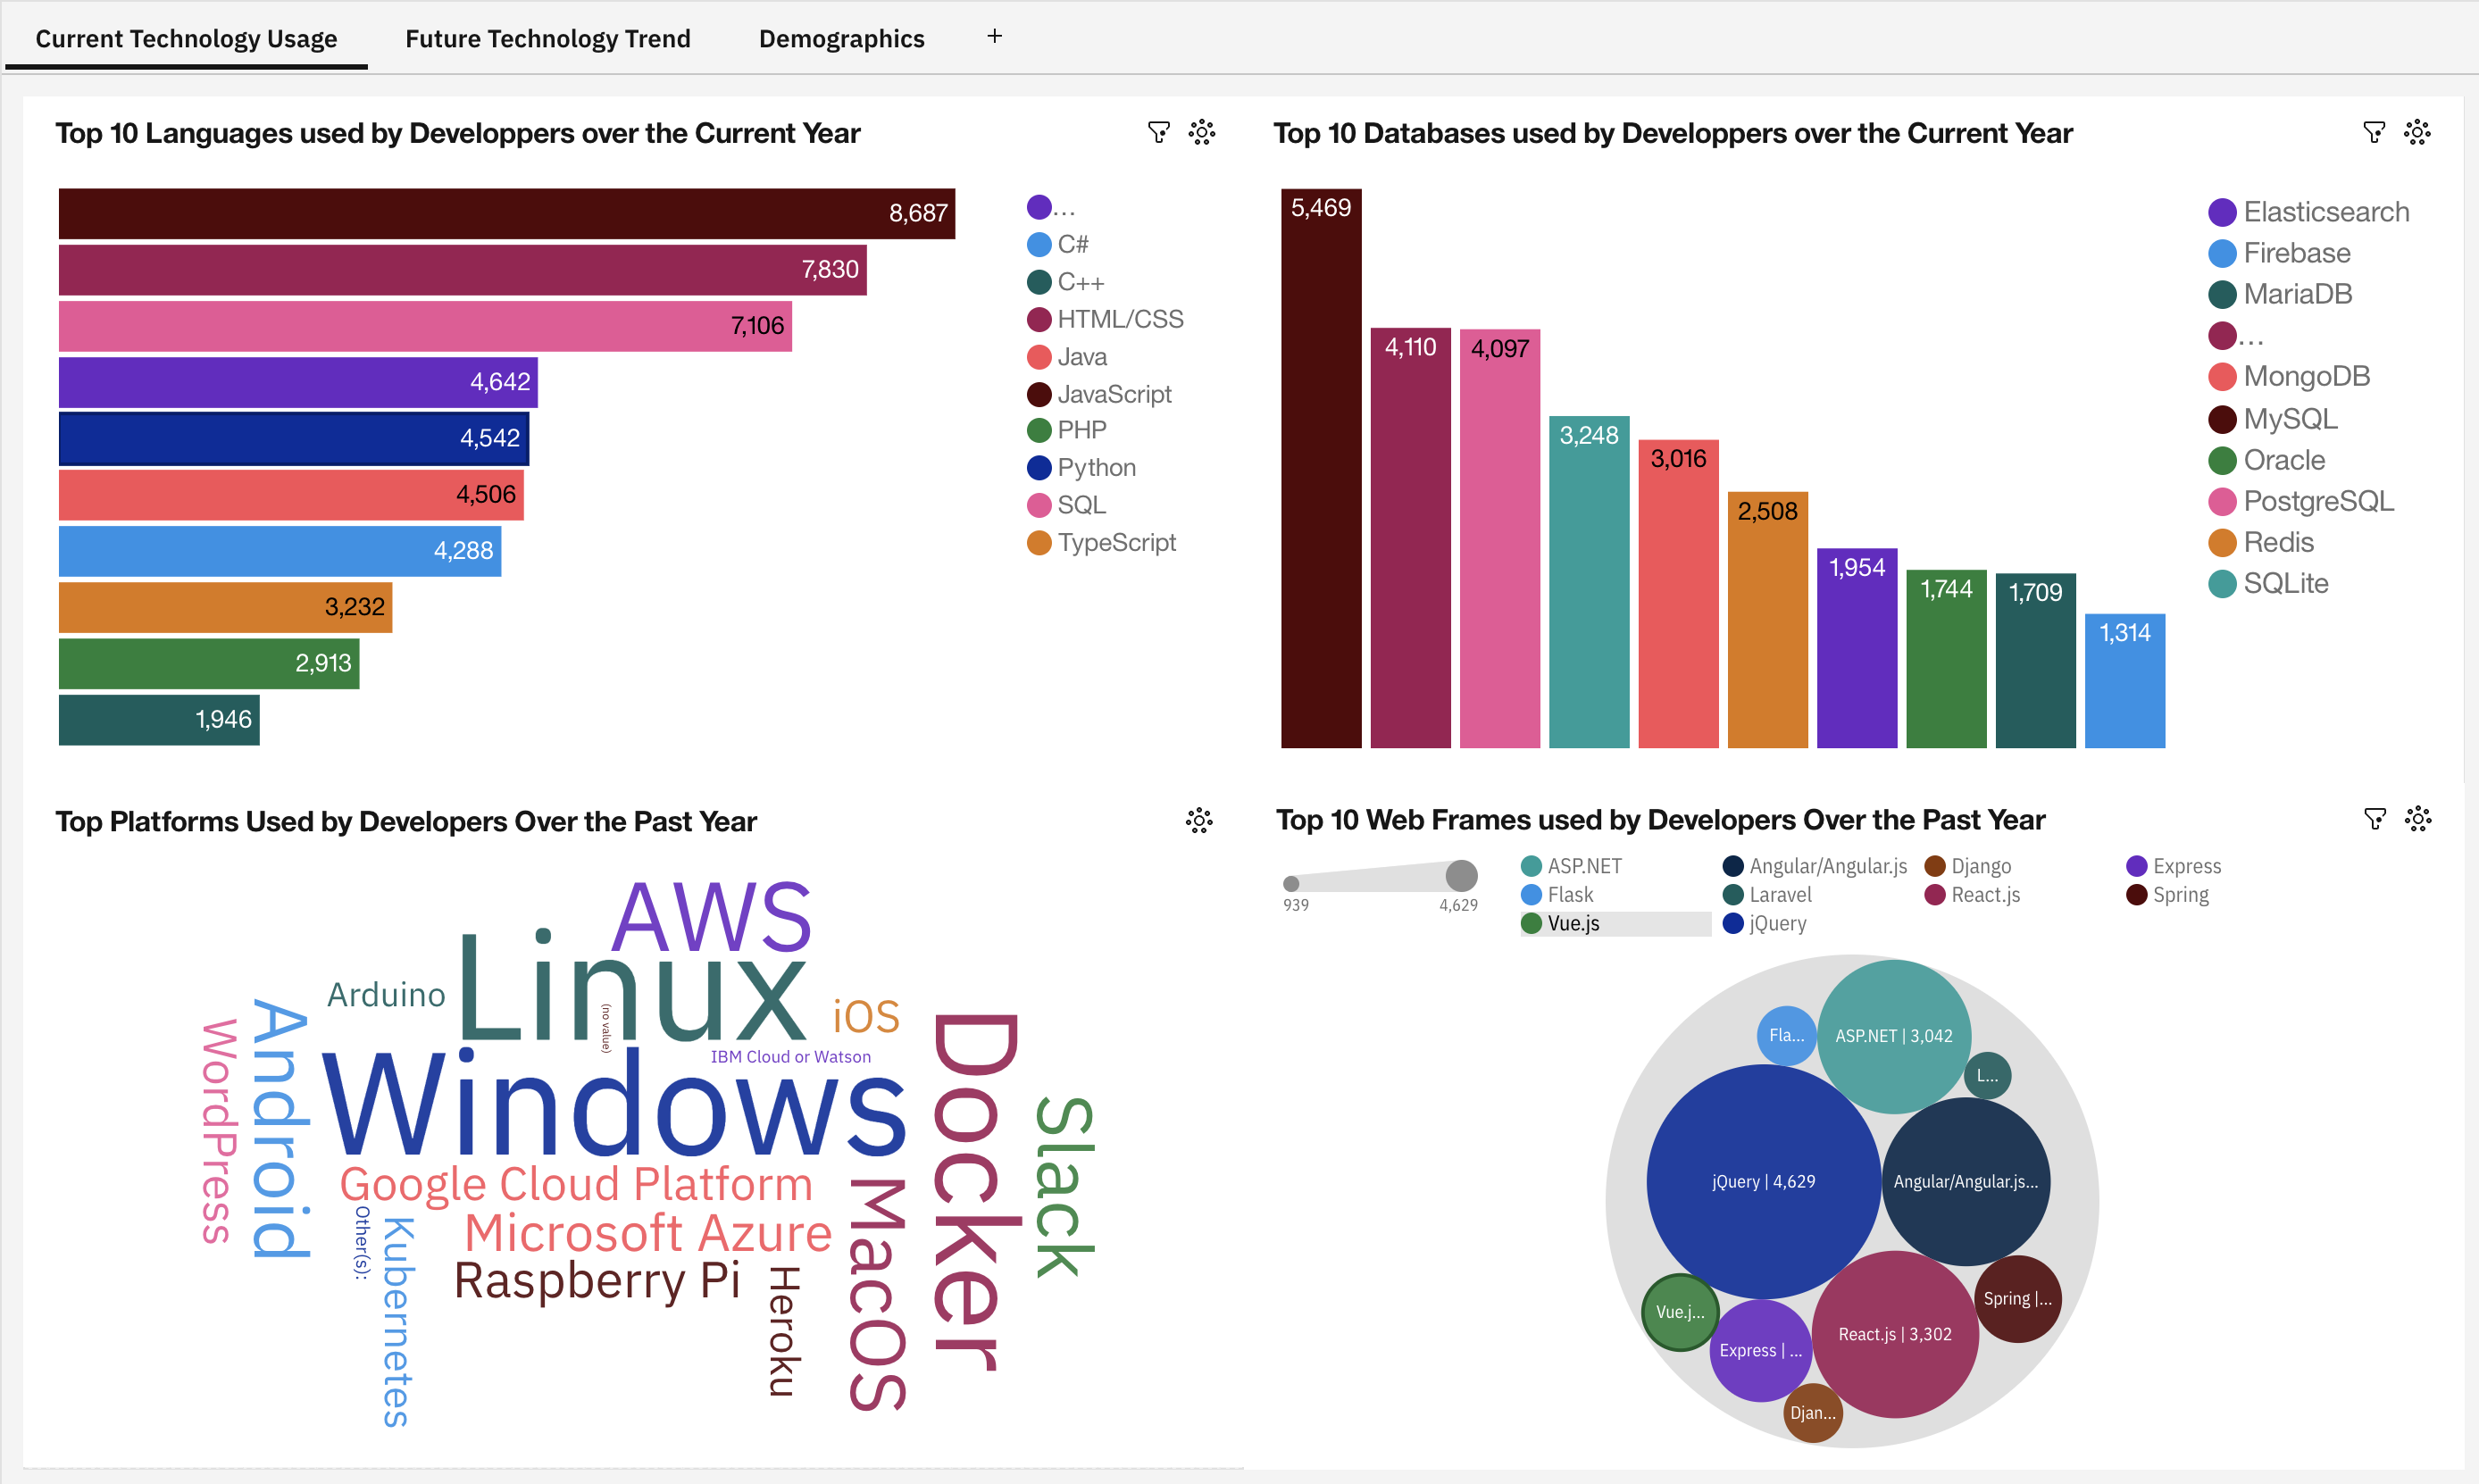 Current Technology Usage
Future Technology Trend
Demographics
+
Top 10 Languages used by Developpers over the Current Year
8,687
7,830
7,106
4,642
4,542
4,506
4,288
3,232
2,913
1,946
...
C#
C++
HTML/CSS
Java
JavaScript
PHP
Python
SQL
TypeScript
Top 10 Databases used by Developpers over the Current Year
5,469
4,110
4,097
3,248
3,016
2,508
1,954
1,744
1,709
1,314
Elasticsearch
Firebase
MariaDB
...
MongoDB
MySQL
Oracle
PostgreSQL
Redis
SQLite
Top Platforms Used by Developers Over the Past Year
AWS
Linux
Arduino
(no value)
iOS
IBM Cloud or Watson
WordPress
Android
Windows
Docker
Slack
Google Cloud Platform
Other(s):
Kubernetes
Microsoft Azure
MacOS
Raspberry Pi
Heroku
Top 10 Web Frames used by Developers Over the Past Year
939
4,629
ASP.NET
Angular/Angular.js
Django
Express
Flask
Laravel
React.js
Spring
Vue.js
jQuery
Fla...
ASP.NET | 3,042
L...
jQuery | 4,629
Angular/Angular.js...
Spring |...
Vue.j...
React.js | 3,302
Express | ...
Djan...